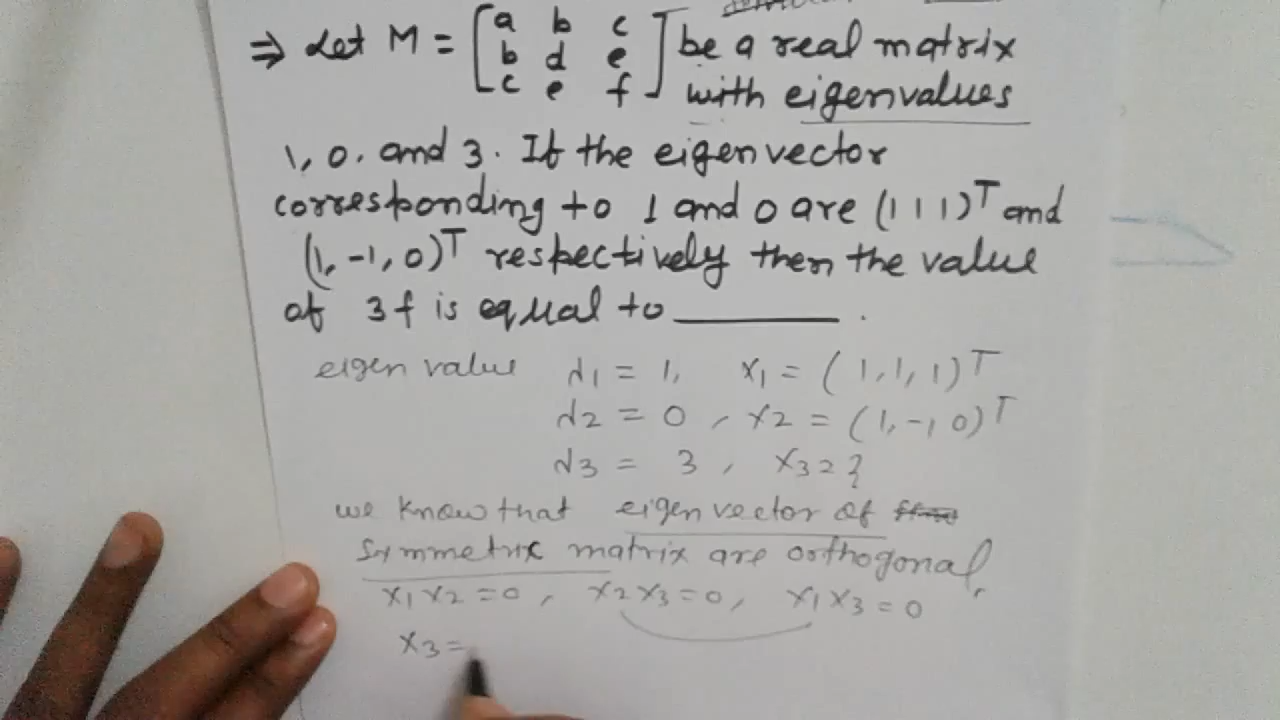 ⇒ Let M = [a b c
b d e
c e f] be a real matrix
with eigenvalues
1, 0, and 3. If the eigenvector
corresponding to 1 and 0 are (1 1 1)ᵀ and
(1, -1, 0)ᵀ respectively then the value
of 3f is equal to ______ .
eigen value λ1 = 1, x1 = (1, 1, 1)ᵀ
λ2 = 0, x2 = (1, -1 0)ᵀ
λ3 = 3, x3 = }
we know that eigenvector of
symmetrix matrix are orthogonal,
x1 x2 = 0, x2 x3 = 0, x1 x3 = 0
x3 =